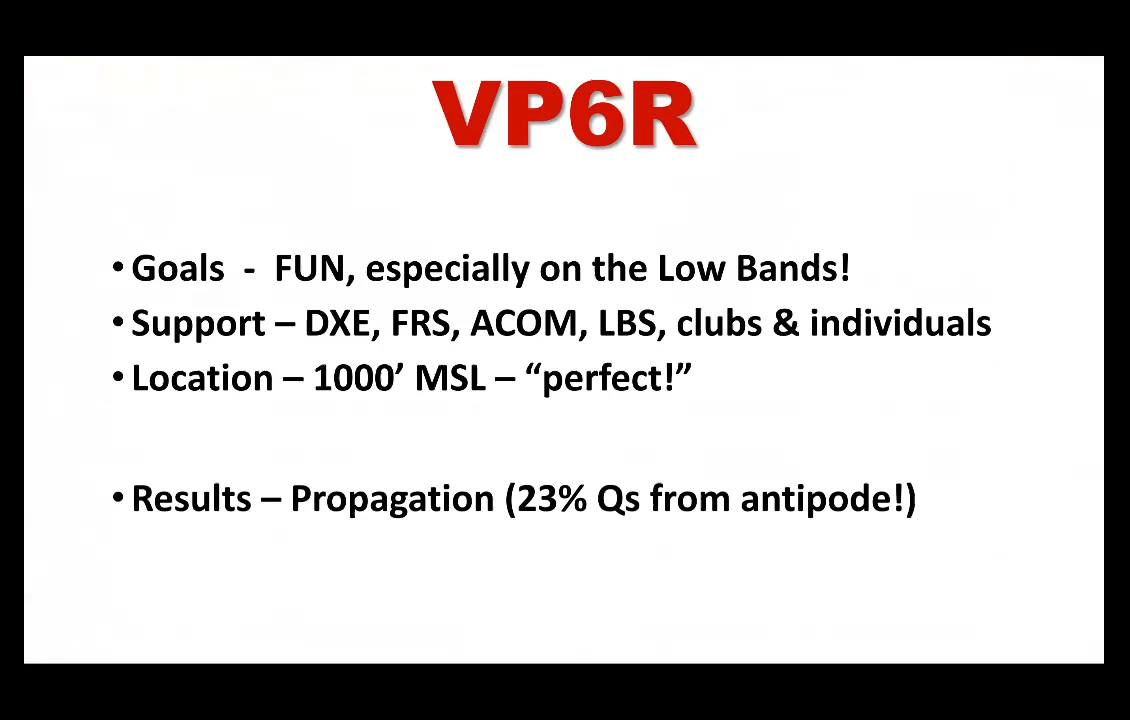 VP6R
• Goals - FUN, especially on the Low Bands!
• Support – DXE, FRS, ACOM, LBS, clubs & individuals
• Location – 1000’ MSL – “perfect!”
• Results – Propagation (23% Qs from antipode!)